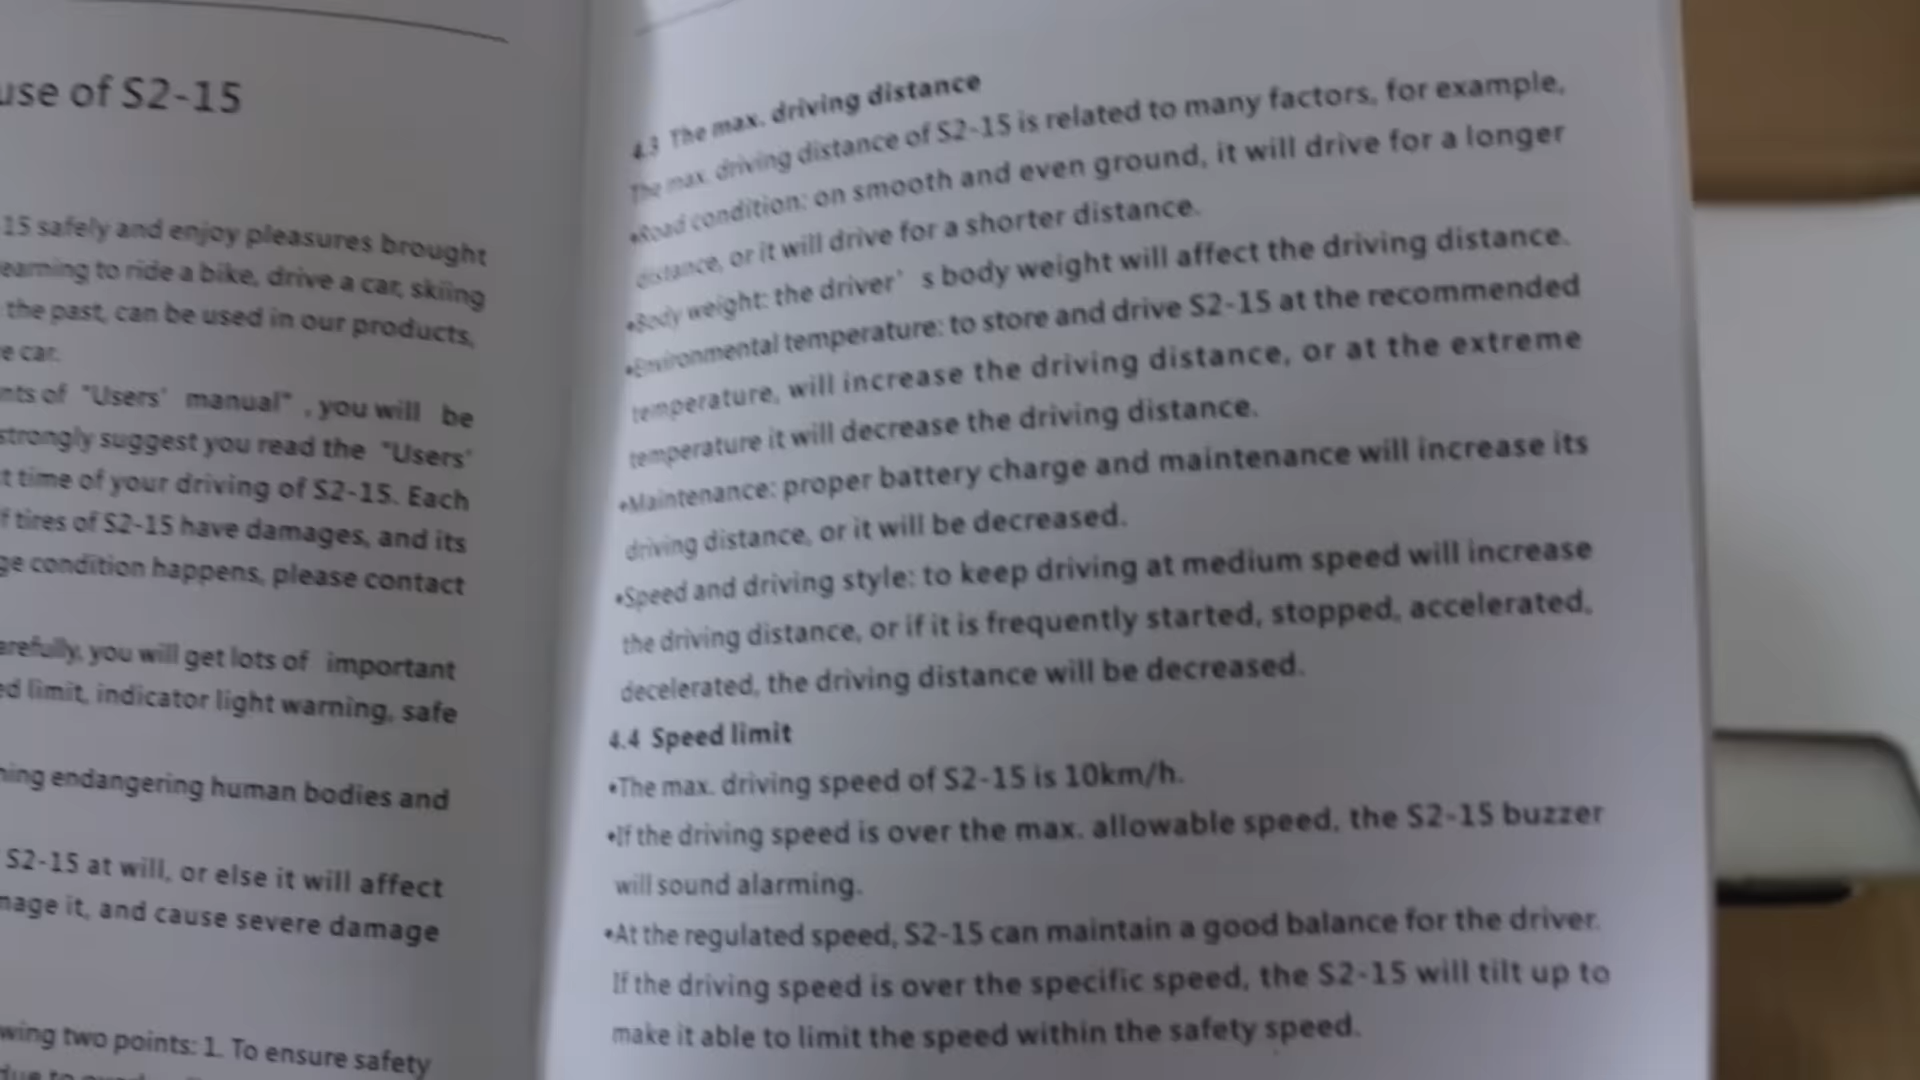 use of S2-15
15 safely and enjoy pleasures brought
earning to ride a bike, drive a car, skiing
the past, can be used in our products,
car.
of "Users' manual" , you will be
strongly suggest you read the "Users'
time of your driving of S2-15. Each
tires of S2-15 have damages, and its
condition happens, please contact
you will get lots of important
limit, indicator light warning, safe
endangering human bodies and
S2-15 at will, or else it will affect
it, and cause severe damage
two points: 1. To ensure safety
4.3 The max. driving distance
The max. driving distance of S2-15 is related to many factors, for example,
•Road condition: on smooth and even ground, it will drive for a longer
distance, or it will drive for a shorter distance.
•Body weight: the driver' s body weight will affect the driving distance.
•Environmental temperature: to store and drive S2-15 at the recommended
temperature, will increase the driving distance, or at the extreme
temperature it will decrease the driving distance.
•Maintenance: proper battery charge and maintenance will increase its
driving distance, or it will be decreased.
•Speed and driving style: to keep driving at medium speed will increase
the driving distance, or if it is frequently started, stopped, accelerated,
decelerated, the driving distance will be decreased.
4.4 Speed limit
•The max. driving speed of S2-15 is 10km/h.
•If the driving speed is over the max. allowable speed, the S2-15 buzzer
will sound alarming.
•At the regulated speed, S2-15 can maintain a good balance for the driver.
If the driving speed is over the specific speed, the S2-15 will tilt up to
make it able to limit the speed within the safety speed.